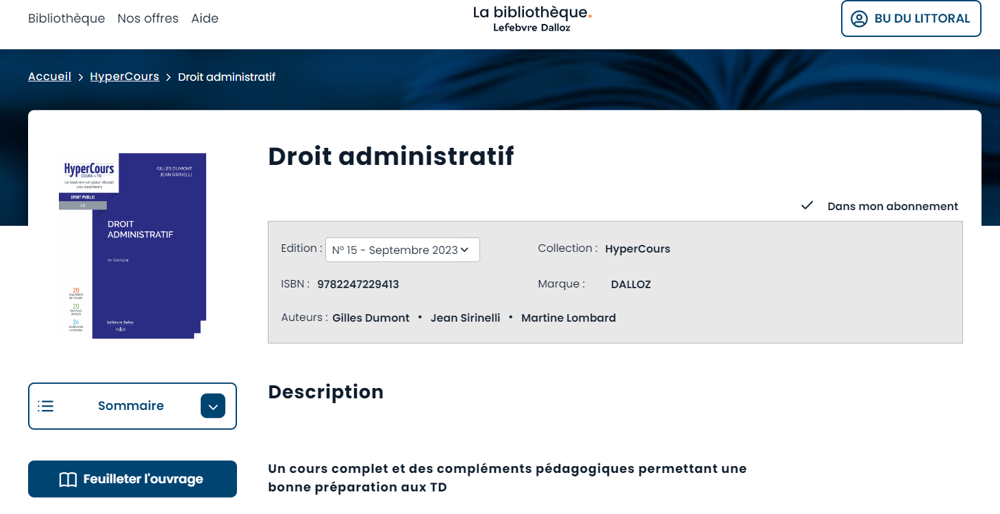 Bibliothèque Nos offres Aide
La bibliothèque.
Lefebvre Dalloz
BU DU LITTORAL
Accueil > HyperCours > Droit administratif
HyperCours
COURS & TD
Le tout-en-un pour réussir
vos examens
DROIT PUBLIC
L2
GILLES DUMONT
JEAN SIRINELLI
DROIT
ADMINISTRATIF
15e ÉDITION
20
CHAPITRES
DE COURS
20
TRAVAUX
DIRIGÉS
24
EXERCICES
CORRIGÉS
Lefebvre Dalloz
DALLOZ
Droit administratif
Dans mon abonnement
Edition : N° 15 - Septembre 2023
Collection : HyperCours
ISBN : 9782247229413
Marque : DALLOZ
Auteurs : Gilles Dumont • Jean Sirinelli • Martine Lombard
Sommaire
Feuilleter l'ouvrage
Description
Un cours complet et des compléments pédagogiques permettant une
bonne préparation aux TD